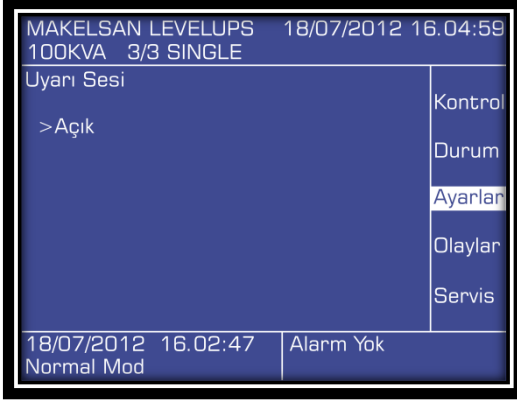 MAKELSAN LEVELUPS 18/07/2012 16.04:59
100KVA 3/3 SINGLE
Uyarı Sesi
>Açık
Kontrol
Durum
Ayarlar
Olaylar
Servis
18/07/2012 16.02:47 Alarm Yok
Normal Mod